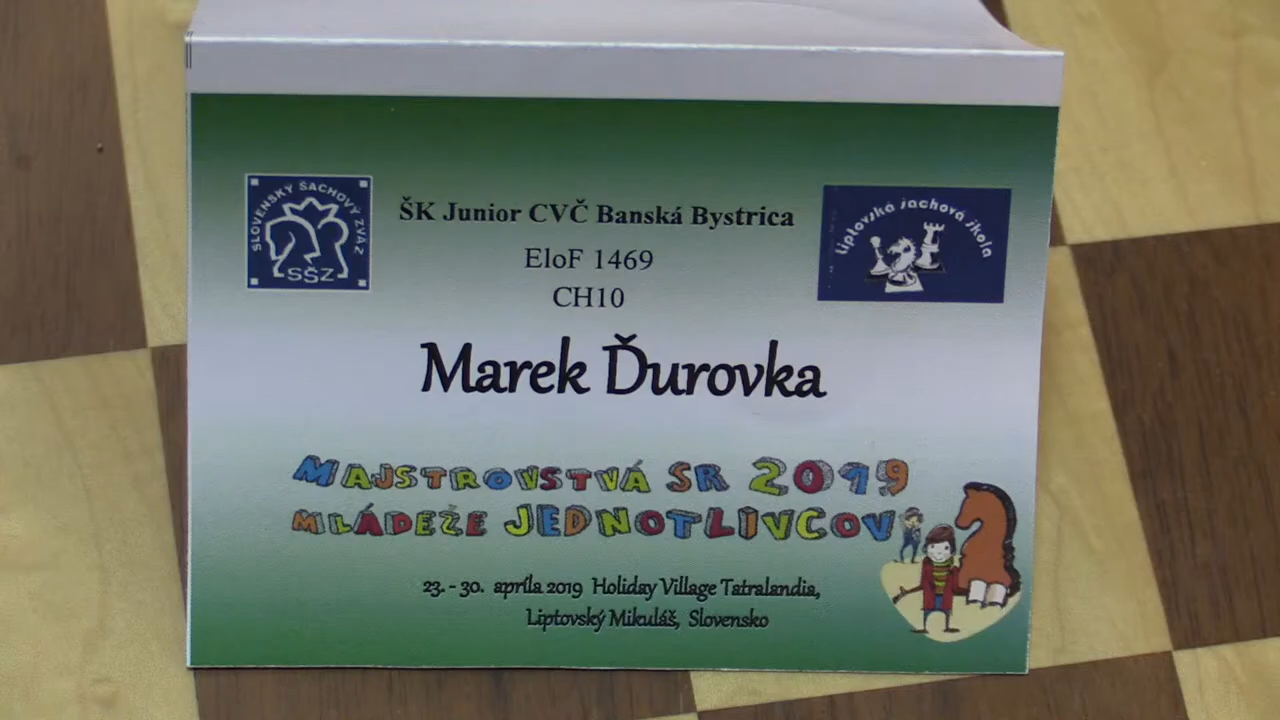 SLOVENSKÝ ŠACHOVÝ ZVÄZ
SŠZ
ŠK Junior CVČ Banská Bystrica
EloF 1469
CH10
Liptovská šachová škola
Marek Ďurovka
MAJSTROVSTVÁ SR 2019
MLÁDEŽE JEDNOTLIVCOV
23. - 30. apríla 2019 Holiday Village Tatralandia,
Liptovský Mikuláš, Slovensko